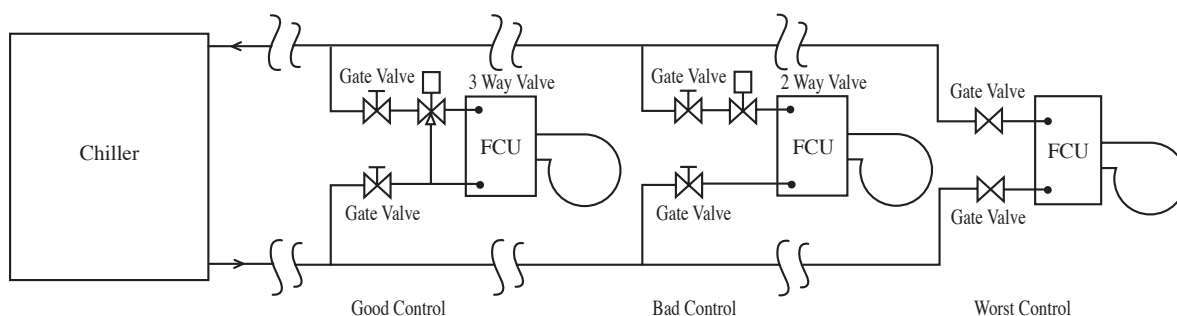 Chiller
Gate Valve
3 Way Valve
FCU
Gate Valve
Good Control
Gate Valve
2 Way Valve
FCU
Gate Valve
Bad Control
Gate Valve
FCU
Gate Valve
Worst Control